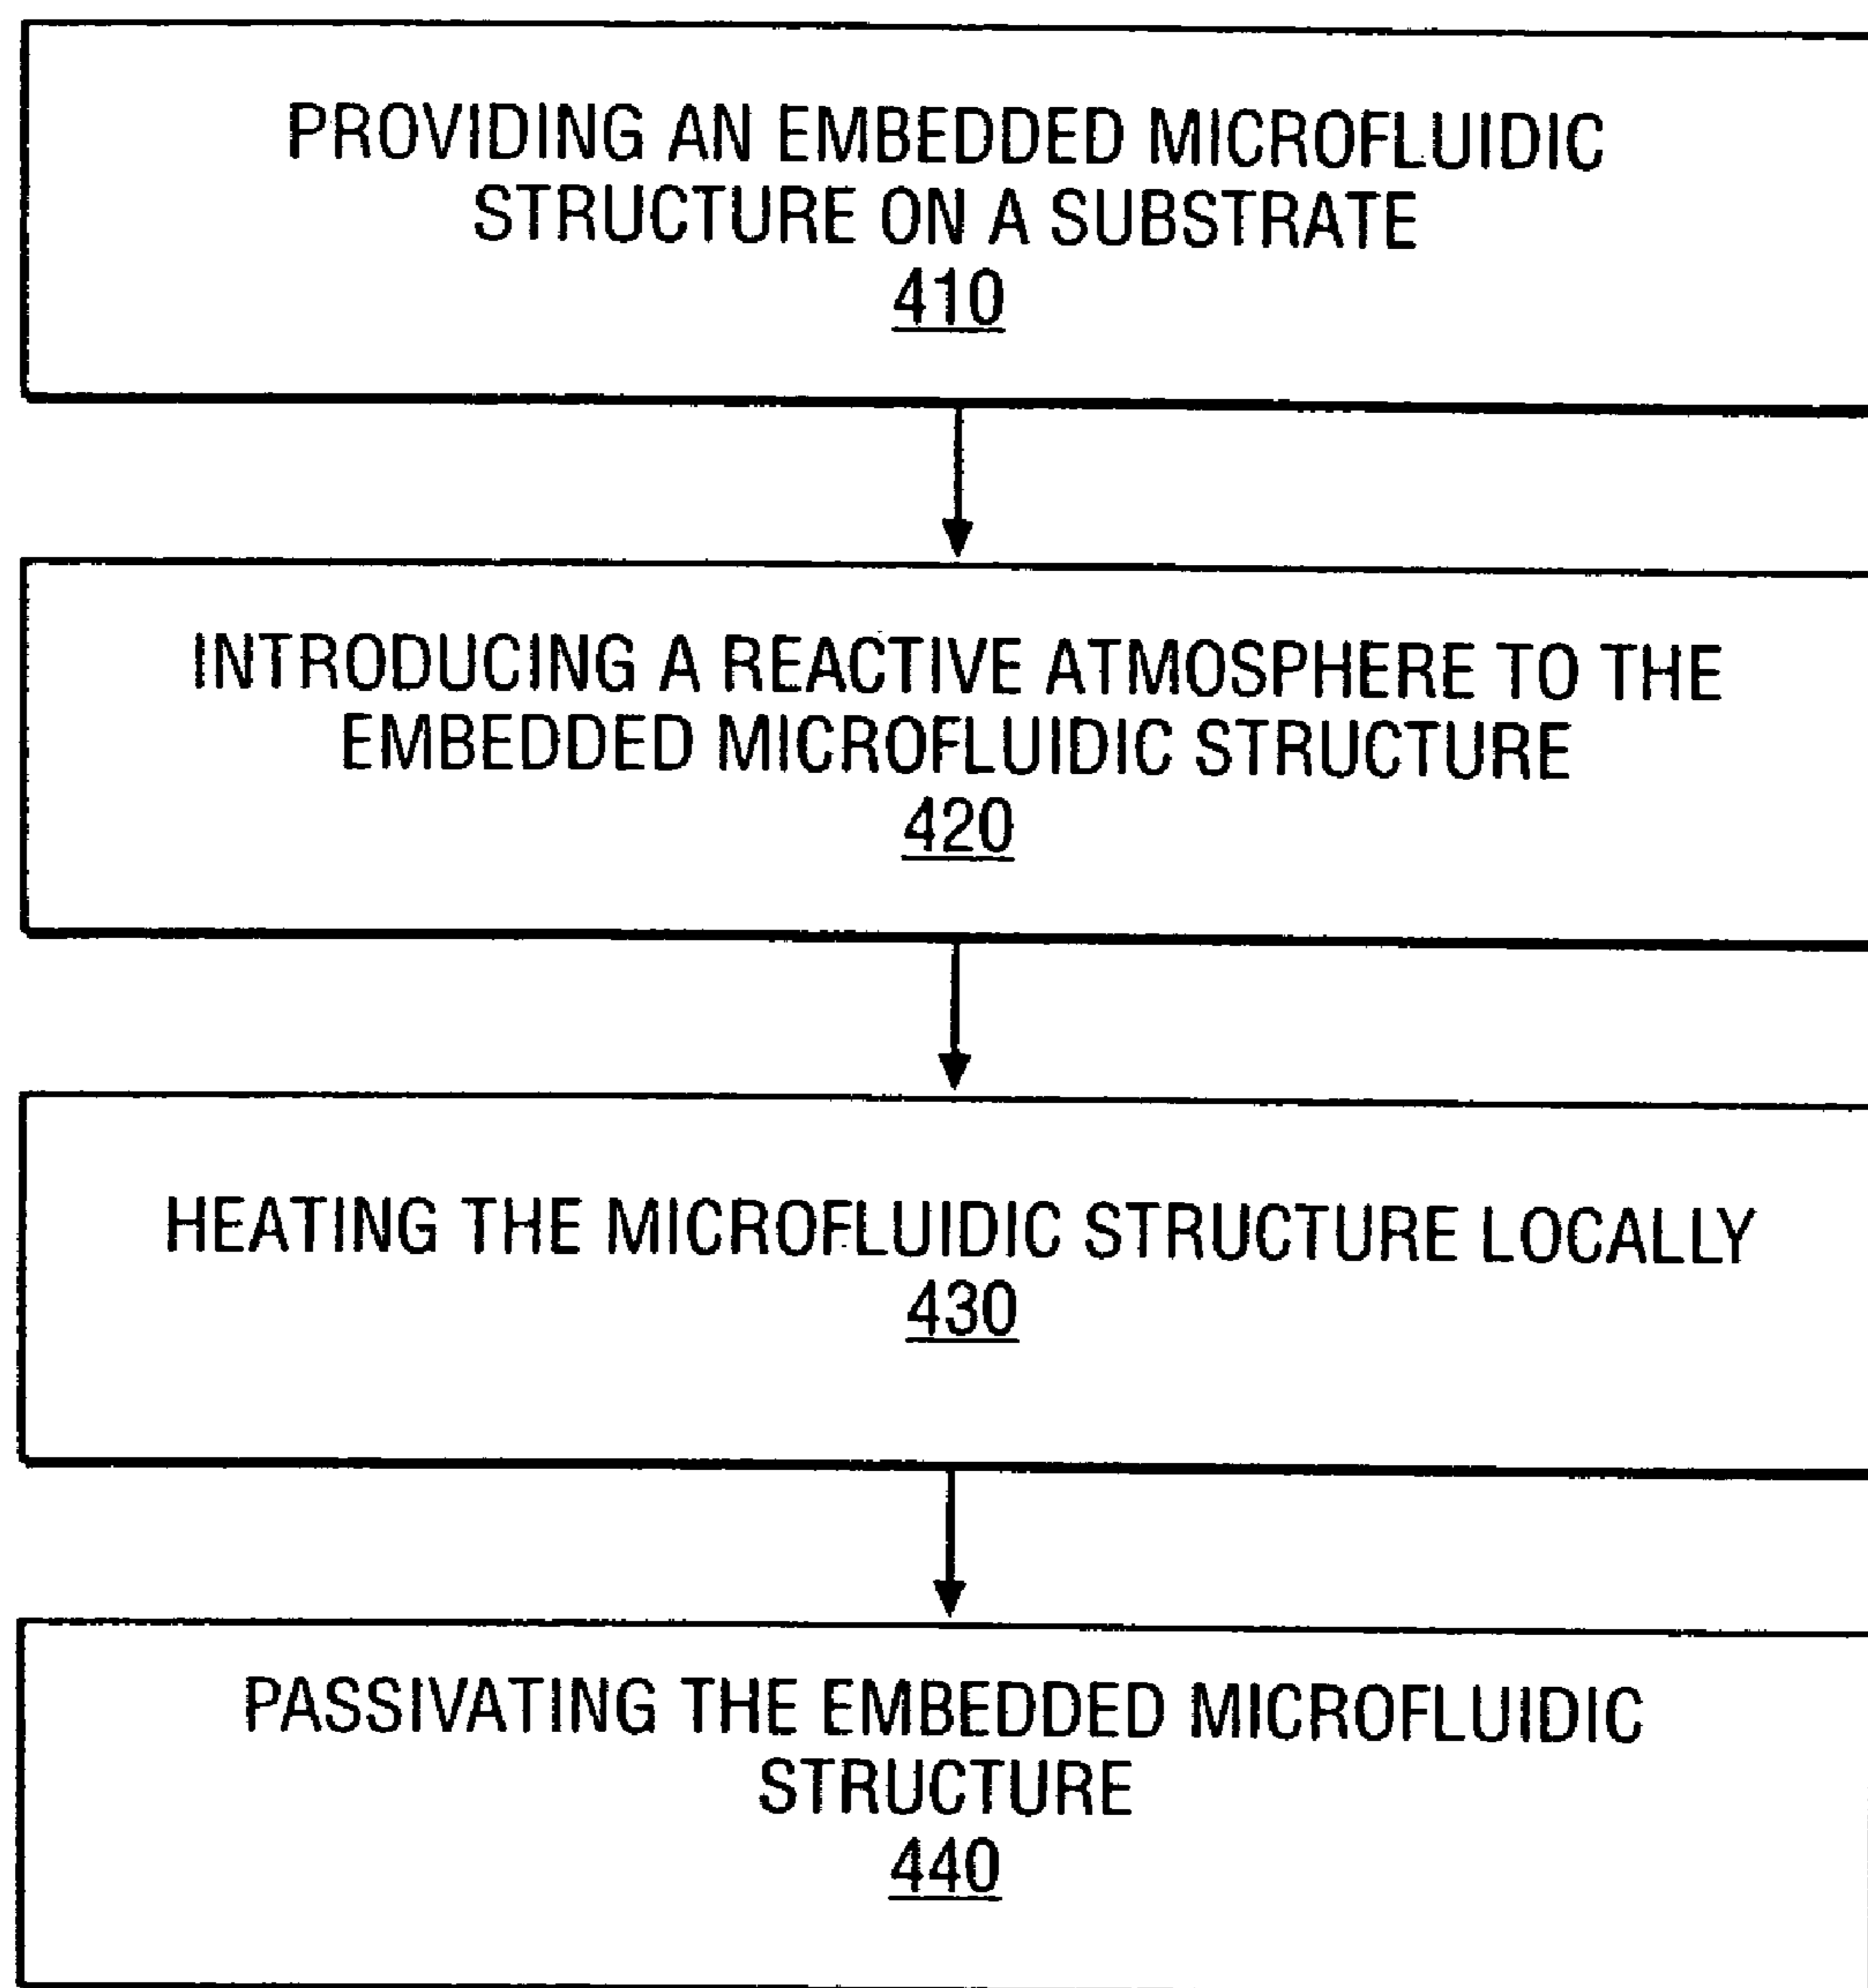 PROVIDING AN EMBEDDED MICROFLUIDIC
STRUCTURE ON A SUBSTRATE
410
INTRODUCING A REACTIVE ATMOSPHERE TO THE
EMBEDDED MICROFLUIDIC STRUCTURE
420
HEATING THE MICROFLUIDIC STRUCTURE LOCALLY
430
PASSIVATING THE EMBEDDED MICROFLUIDIC
STRUCTURE
440